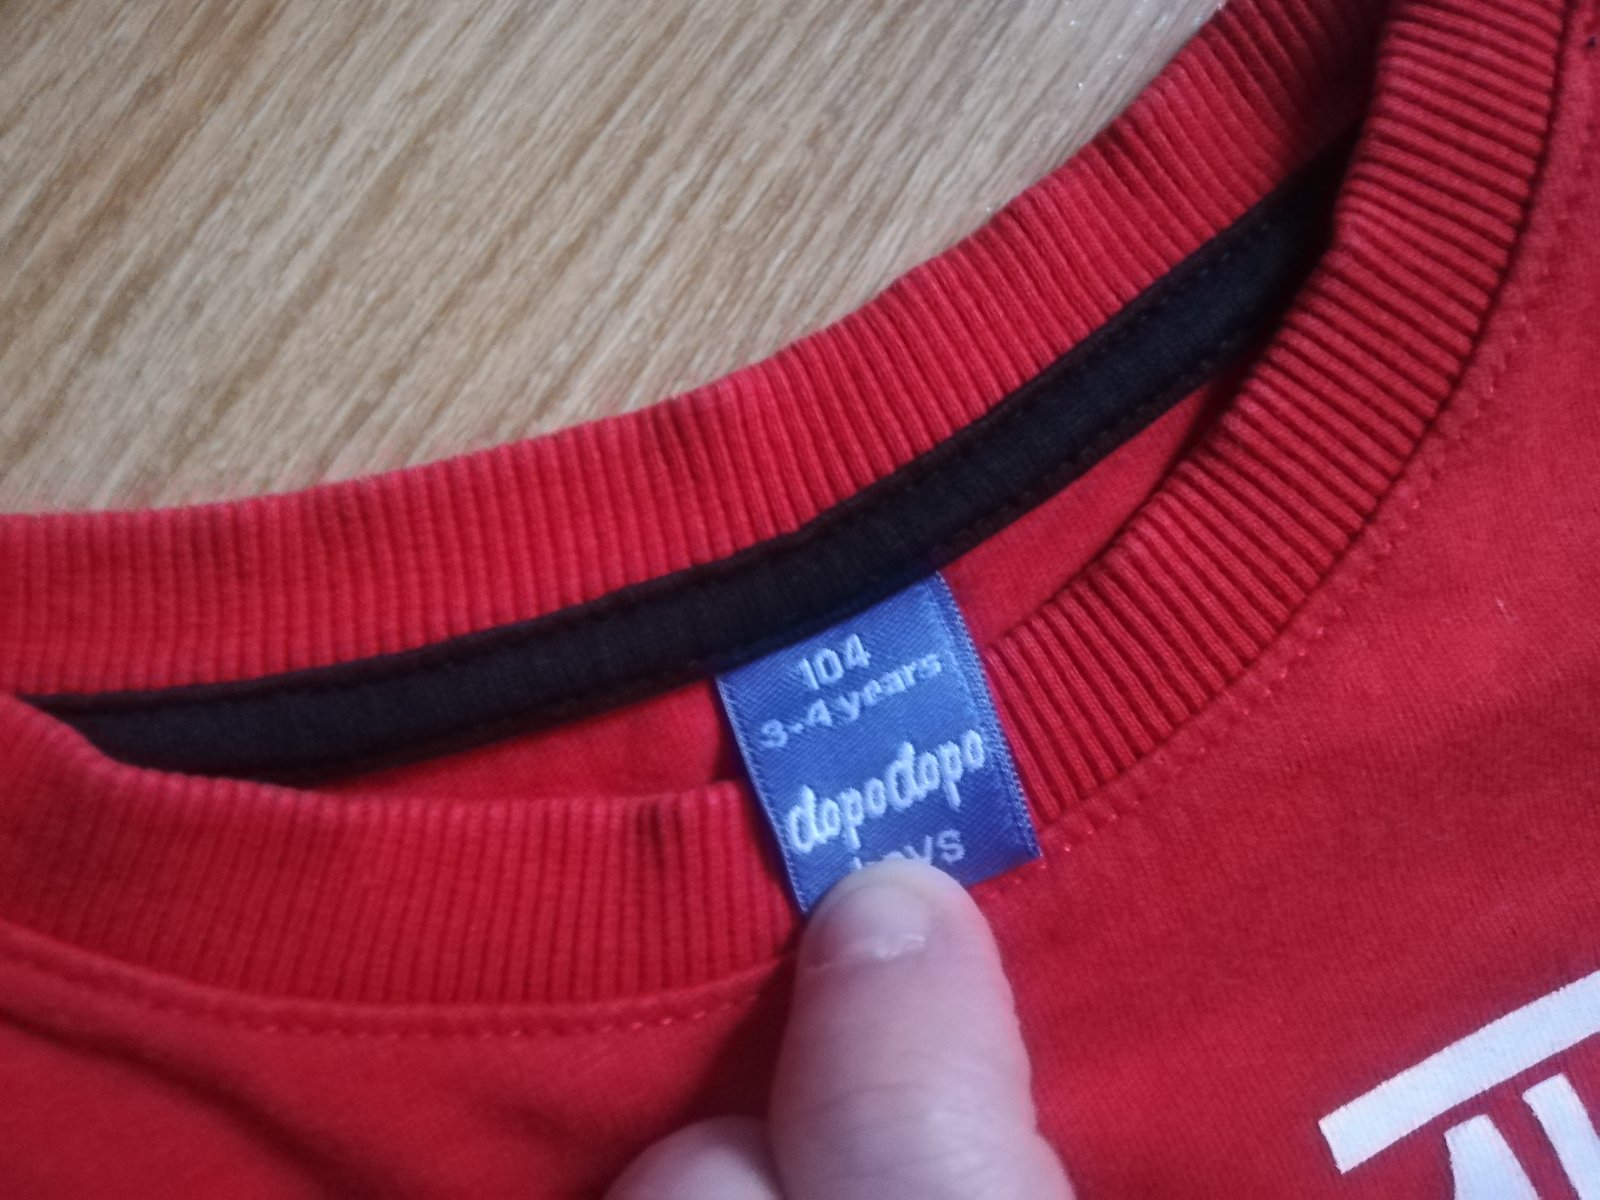 104
3-4 years
dopodopo
boys